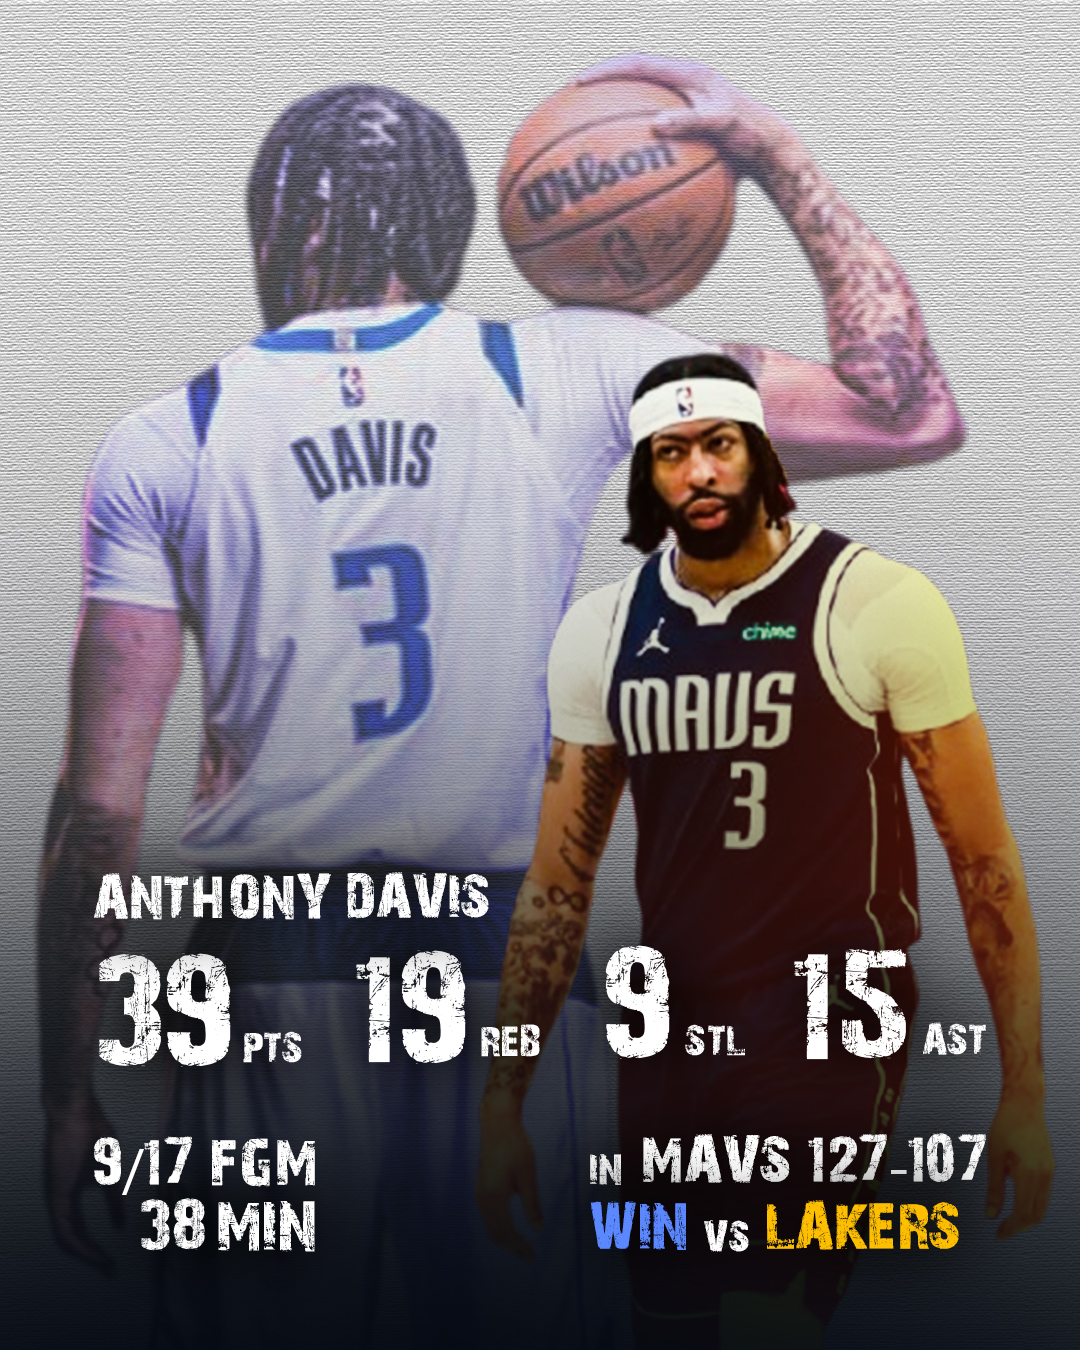 Wilson
DAVIS
3
chime
MAVS
3
ANTHONY DAVIS
39 PTS 19 REB 9 STL 15 AST
9/17 FGM
38 MIN
IN MAVS 127-107
WIN VS LAKERS